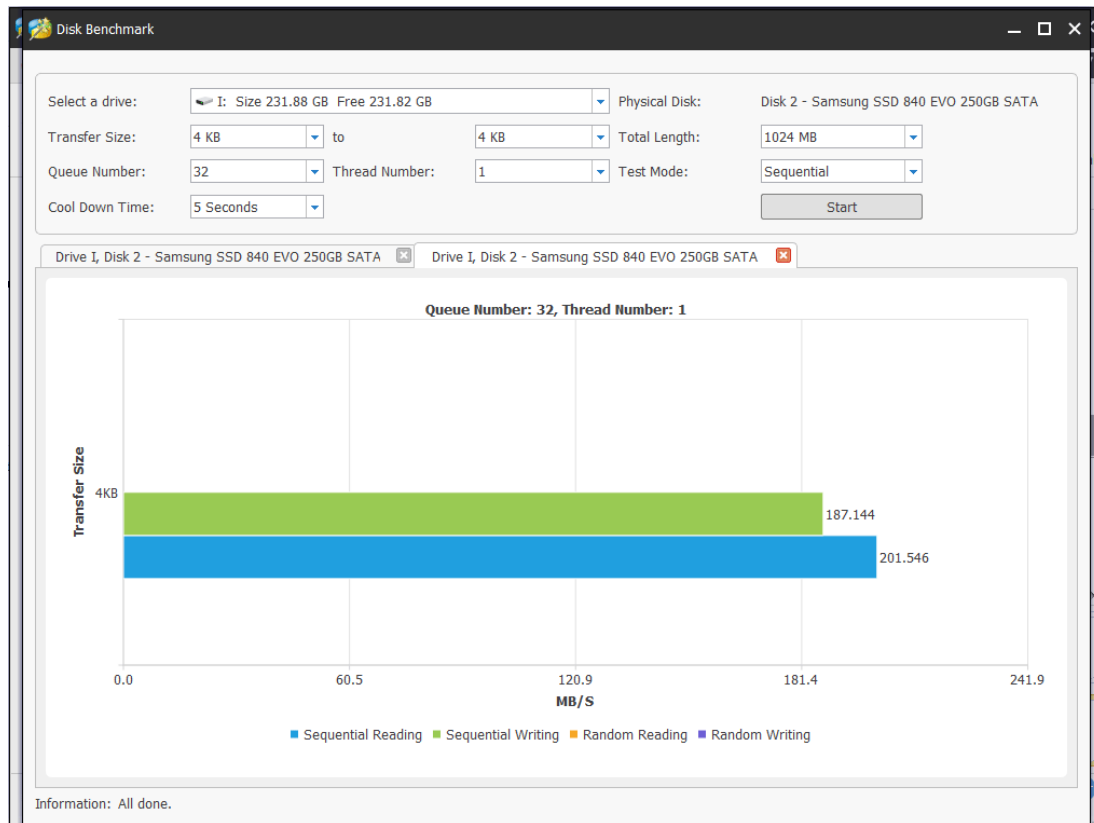 Disk Benchmark
Select a drive: I: Size 231.88 GB Free 231.82 GB Physical Disk: Disk 2 - Samsung SSD 840 EVO 250GB SATA
Transfer Size: 4 KB to 4 KB Total Length: 1024 MB
Queue Number: 32 Thread Number: 1 Test Mode: Sequential
Cool Down Time: 5 Seconds Start
Drive I, Disk 2 - Samsung SSD 840 EVO 250GB SATA Drive I, Disk 2 - Samsung SSD 840 EVO 250GB SATA
Queue Number: 32, Thread Number: 1
Transfer Size
4KB
187.144
201.546
0.0 60.5 120.9 181.4 241.9
MB/S
Sequential Reading Sequential Writing Random Reading Random Writing
Information: All done.